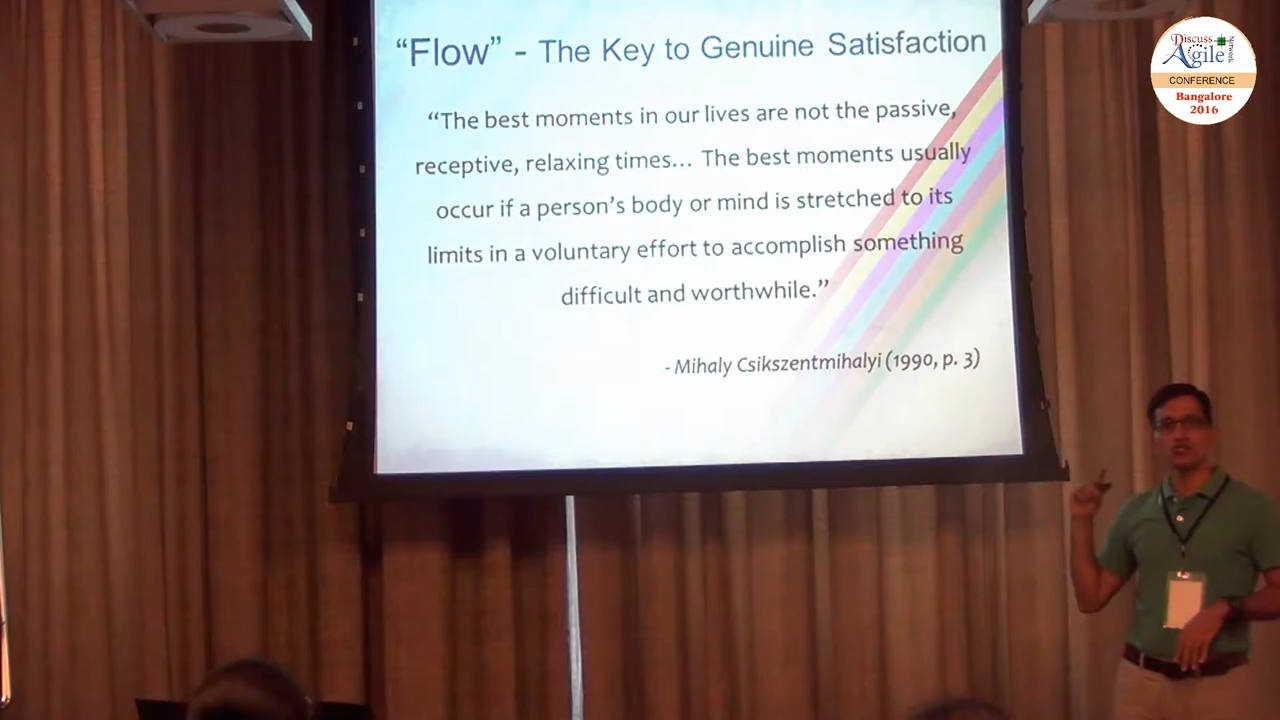 “Flow” - The Key to Genuine Satisfaction
“The best moments in our lives are not the passive,
receptive, relaxing times... The best moments usually
occur if a person’s body or mind is stretched to its
limits in a voluntary effort to accomplish something
difficult and worthwhile.”
- Mihaly Csikszentmihalyi (1990, p. 3)
Discuss
Agile
Network
CONFERENCE
Bangalore
2016